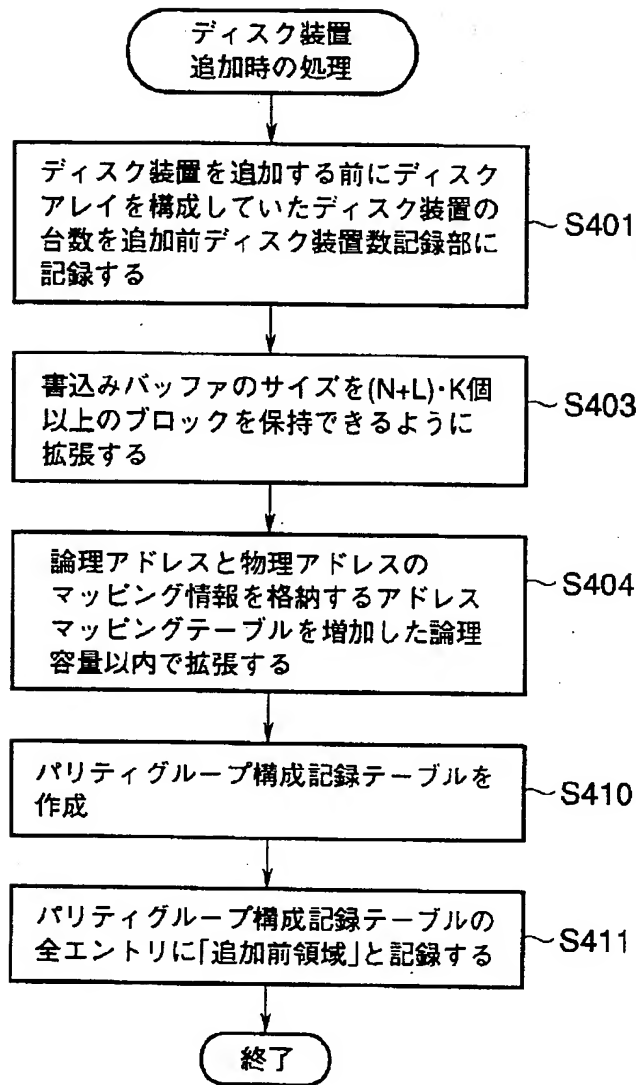 ディスク装置
追加時の処理
ディスク装置を追加する前にディスク
アレイを構成していたディスク装置の
台数を追加前ディスク装置数記録部に
記録する
S401
書込みバッファのサイズを(N+L)·K個
以上のブロックを保持できるように
拡張する
S403
論理アドレスと物理アドレスの
マッピング情報を格納するアドレス
マッピングテーブルを増加した論理
容量以内で拡張する
S404
パリティグループ構成記録テーブルを
作成
S410
パリティグループ構成記録テーブルの
全エントリに「追加前領域」と記録する
S411
終了